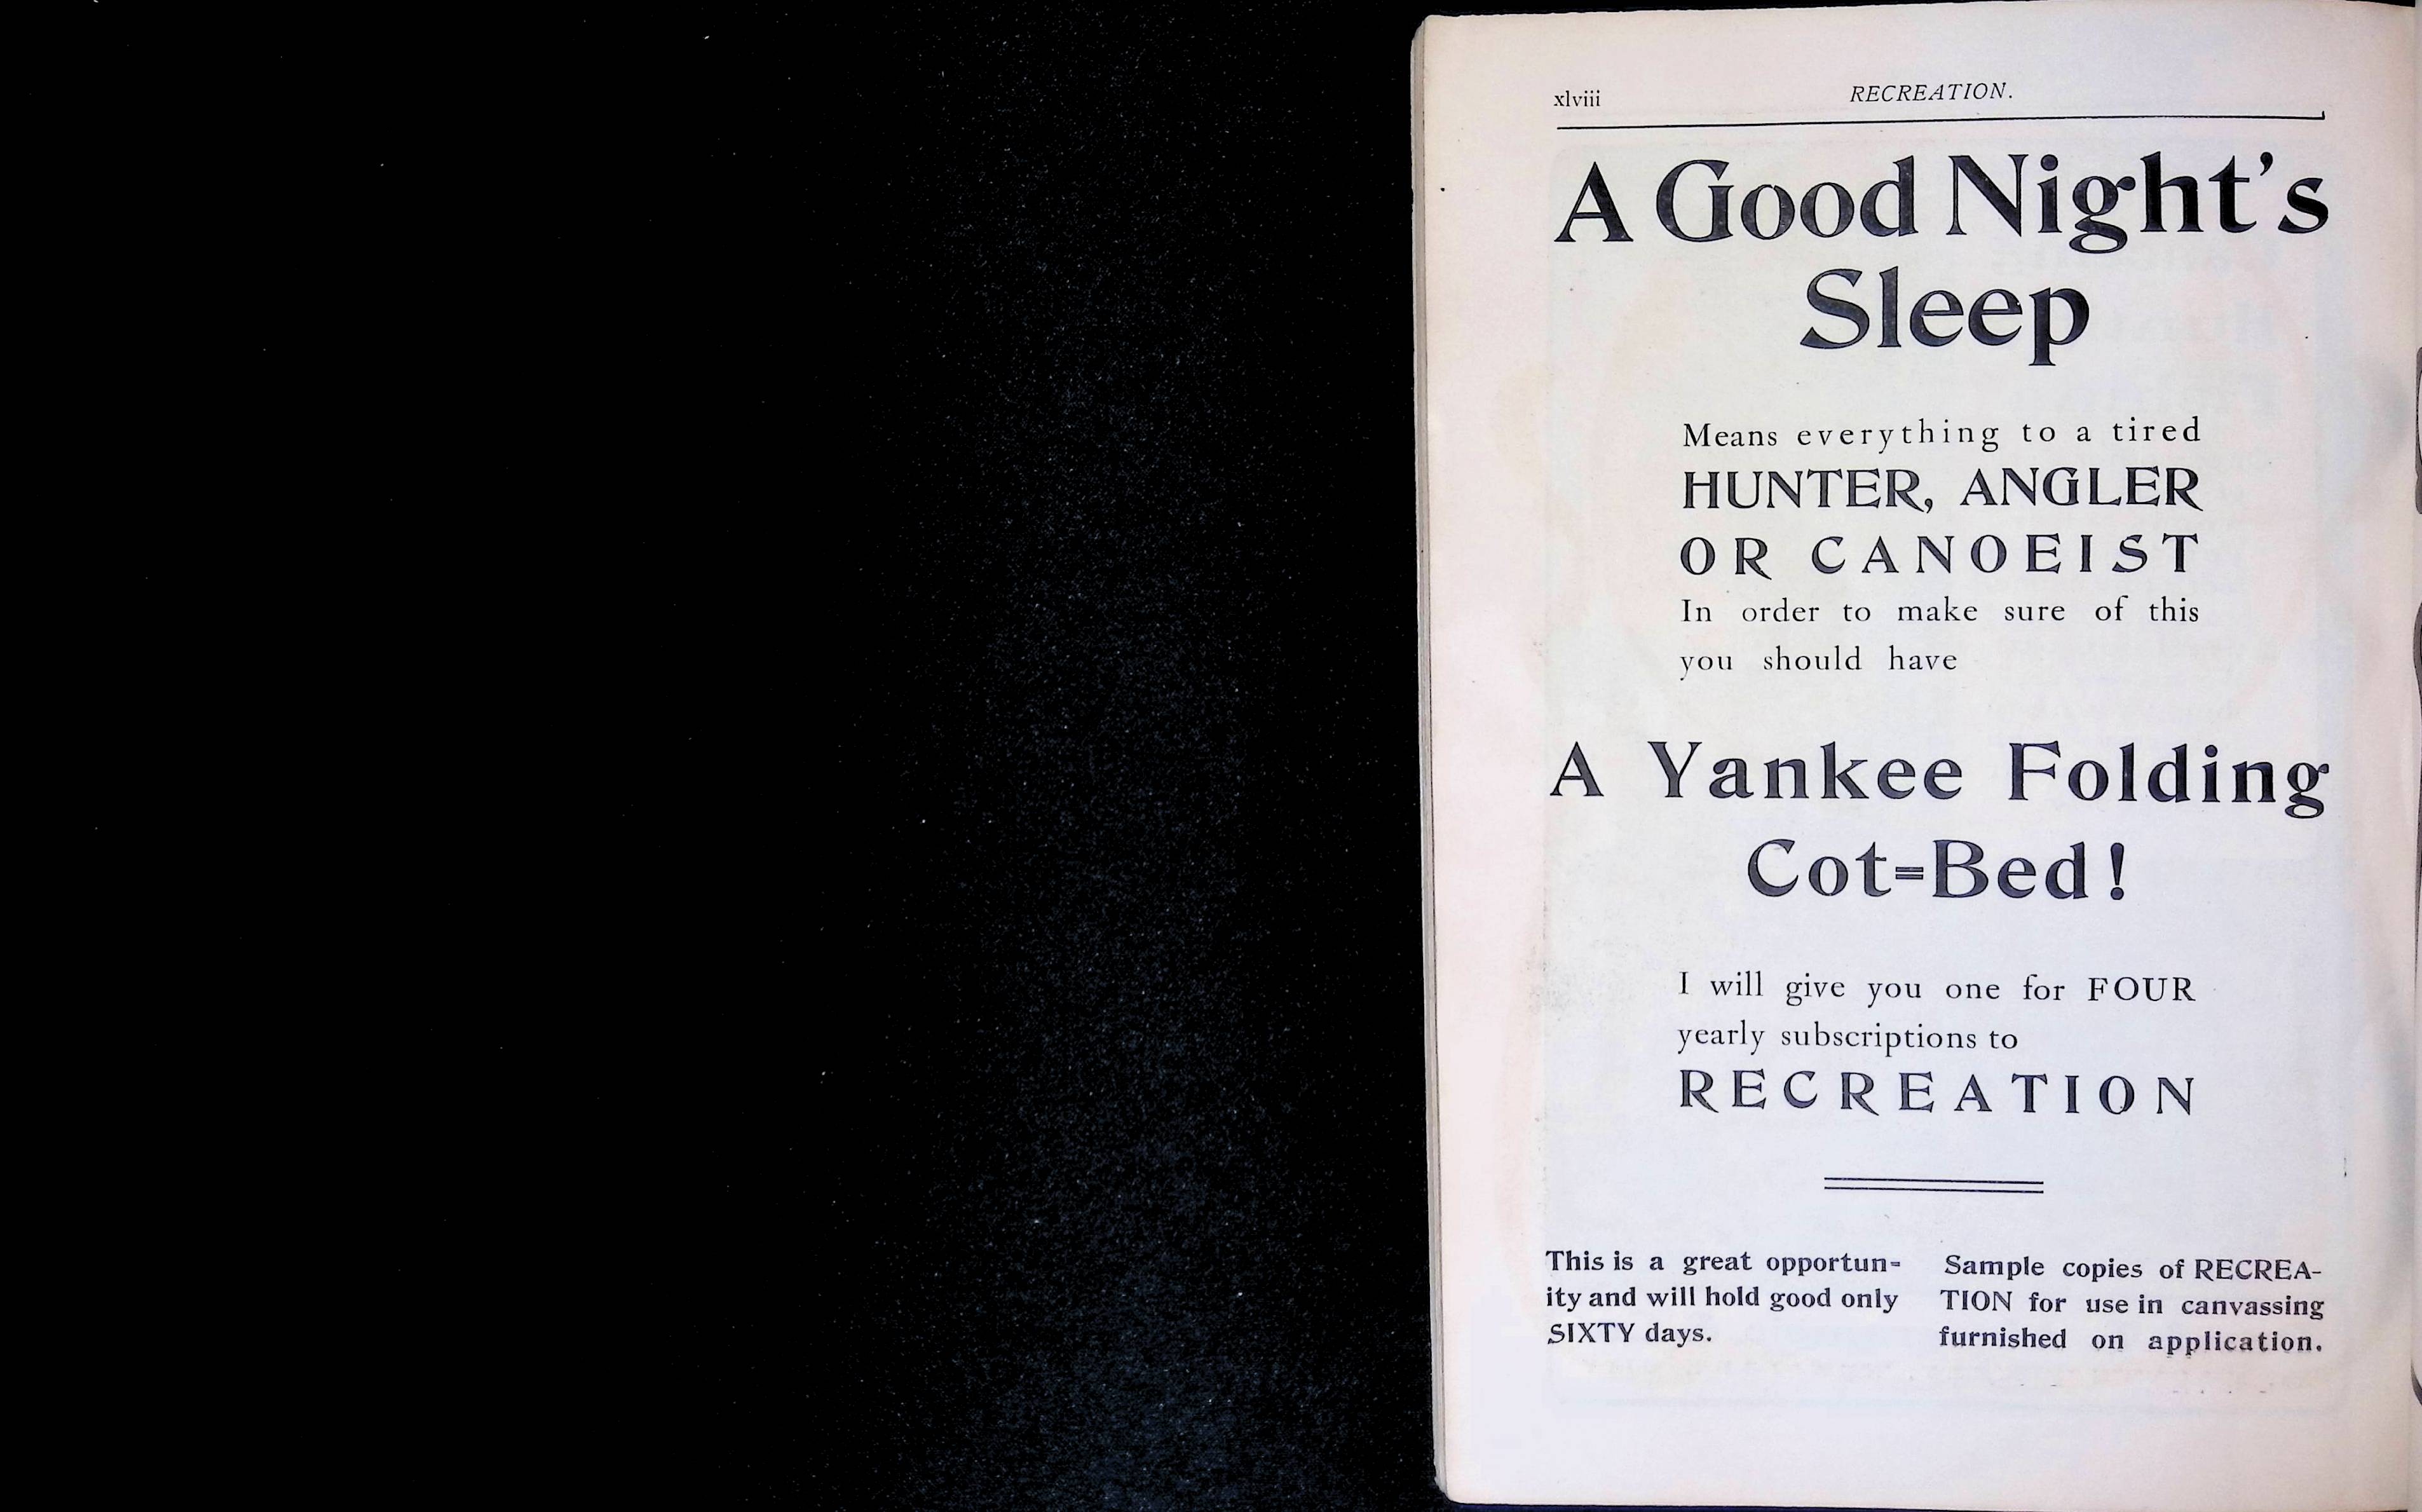 xlviii RECREATION.
A Good Night's
Sleep
Means everything to a tired
HUNTER, ANGLER
OR CANOEIST
In order to make sure of this
you should have
A Yankee Folding
Cot=Bed!
I will give you one for FOUR
yearly subscriptions to
RECREATION
This is a great opportun=
ity and will hold good only
SIXTY days.
Sample copies of RECREA-
TION for use in canvassing
furnished on application.